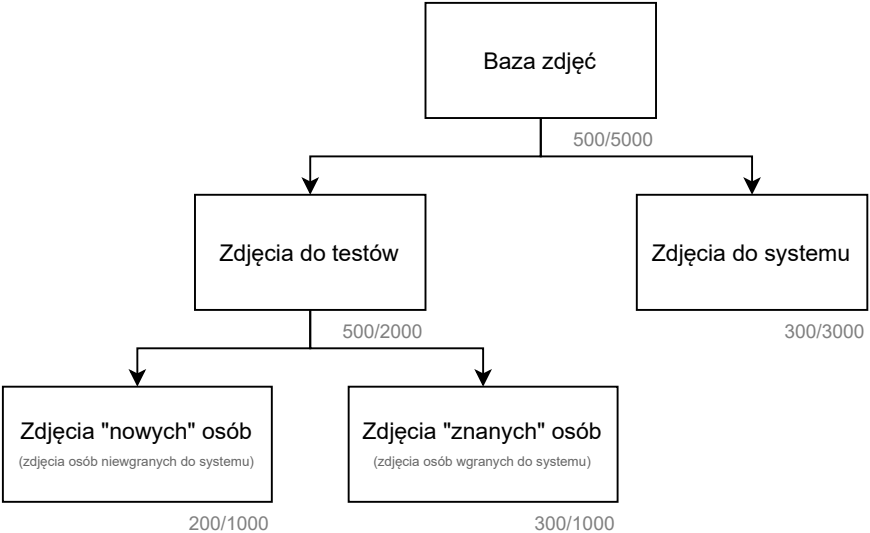 Baza zdjęć
500/5000
Zdjęcia do testów
Zdjęcia do systemu
500/2000
300/3000
Zdjęcia "nowych" osób
(zdjęcia osób niewgranych do systemu)
Zdjęcia "znanych" osób
(zdjęcia osób wgranych do systemu)
200/1000
300/1000